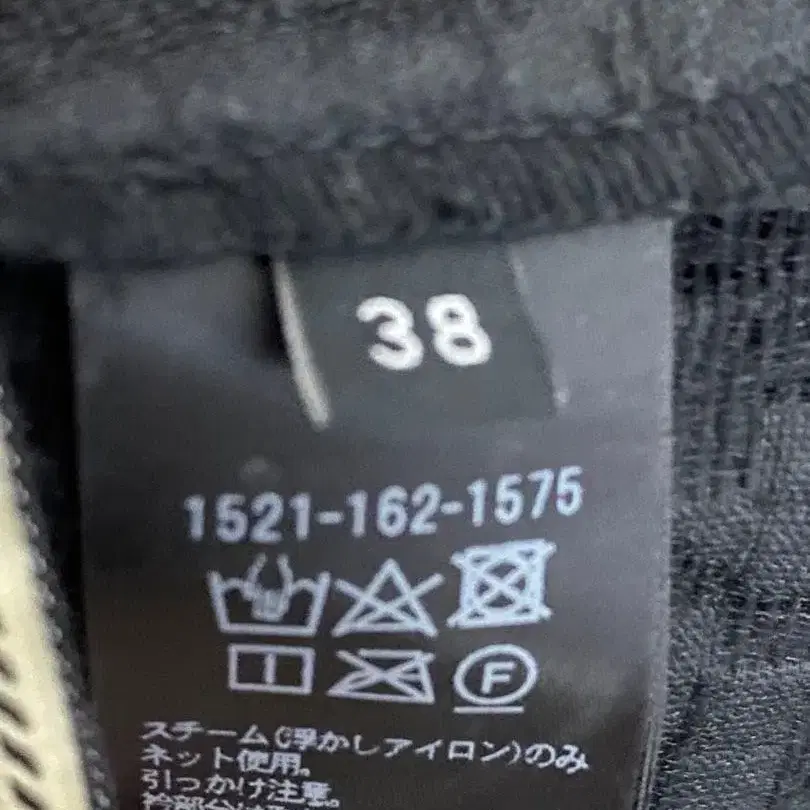 38
1521-162-1575
F
スチーム(浮かしアイロン)のみ
ネット使用。
引っかけ注意。